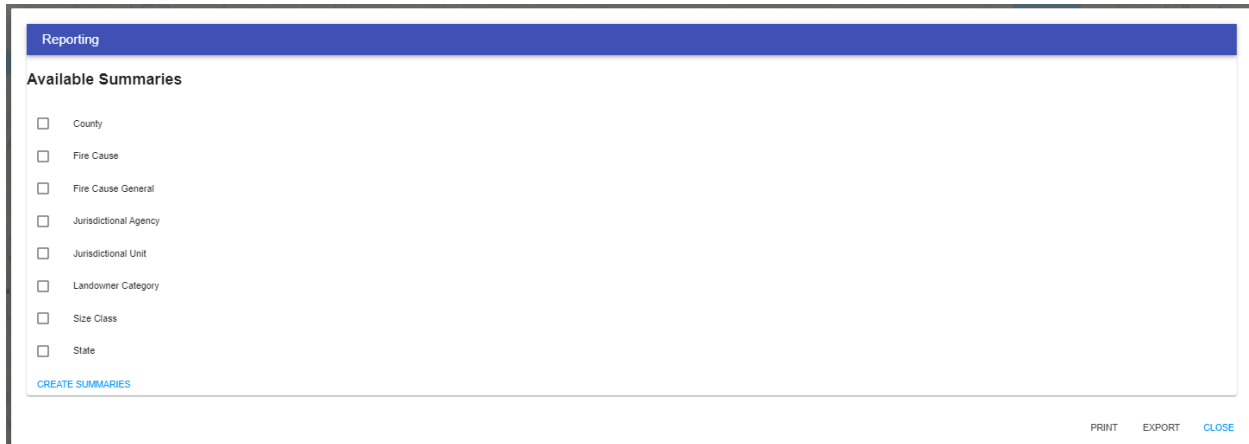 Reporting
Available Summaries
County
Fire Cause
Fire Cause General
Jurisdictional Agency
Jurisdictional Unit
Landowner Category
Size Class
State
CREATE SUMMARIES
PRINT EXPORT CLOSE